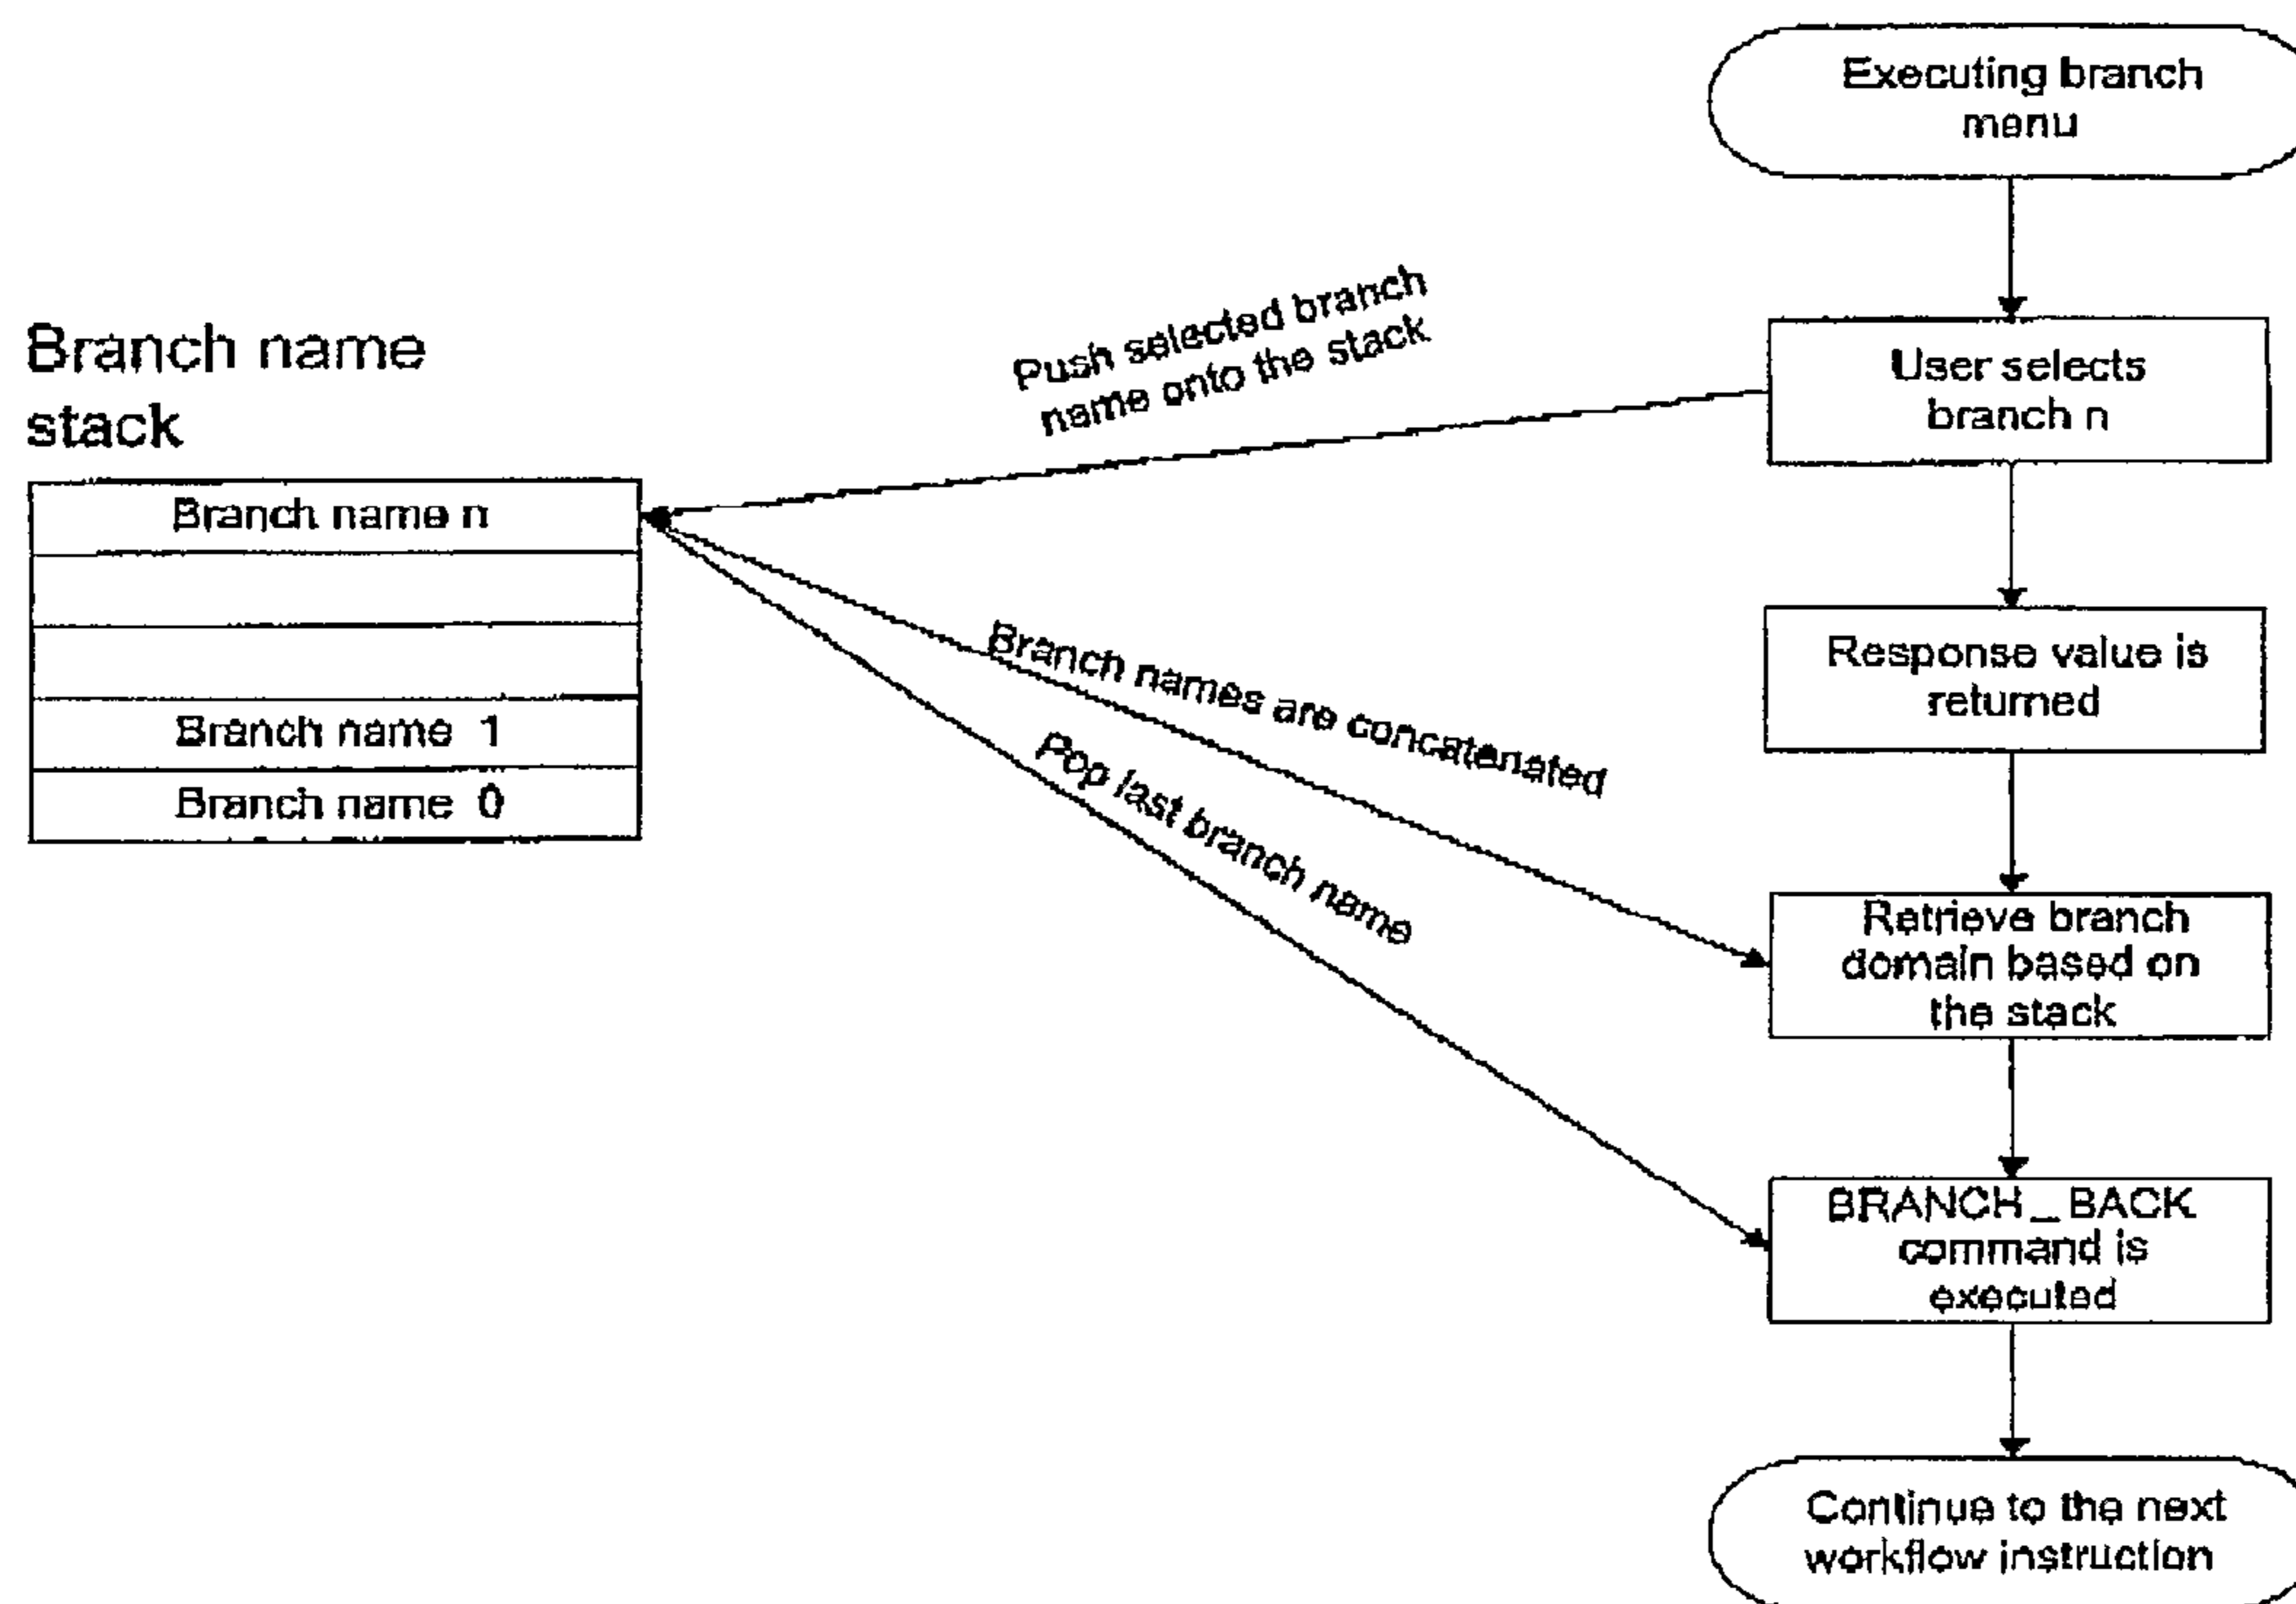 Executing branch
menu
Push selected branch
name onto the stack
User selects
branch n
Branch name
stack
Branch name n
Branch name 1
Branch name 0
Branch names are concatenated
Pop last branch name
Response value is
returned
Retrieve branch
domain based on
the stack
BRANCH_BACK
command is
executed
Continue to the next
workflow instruction